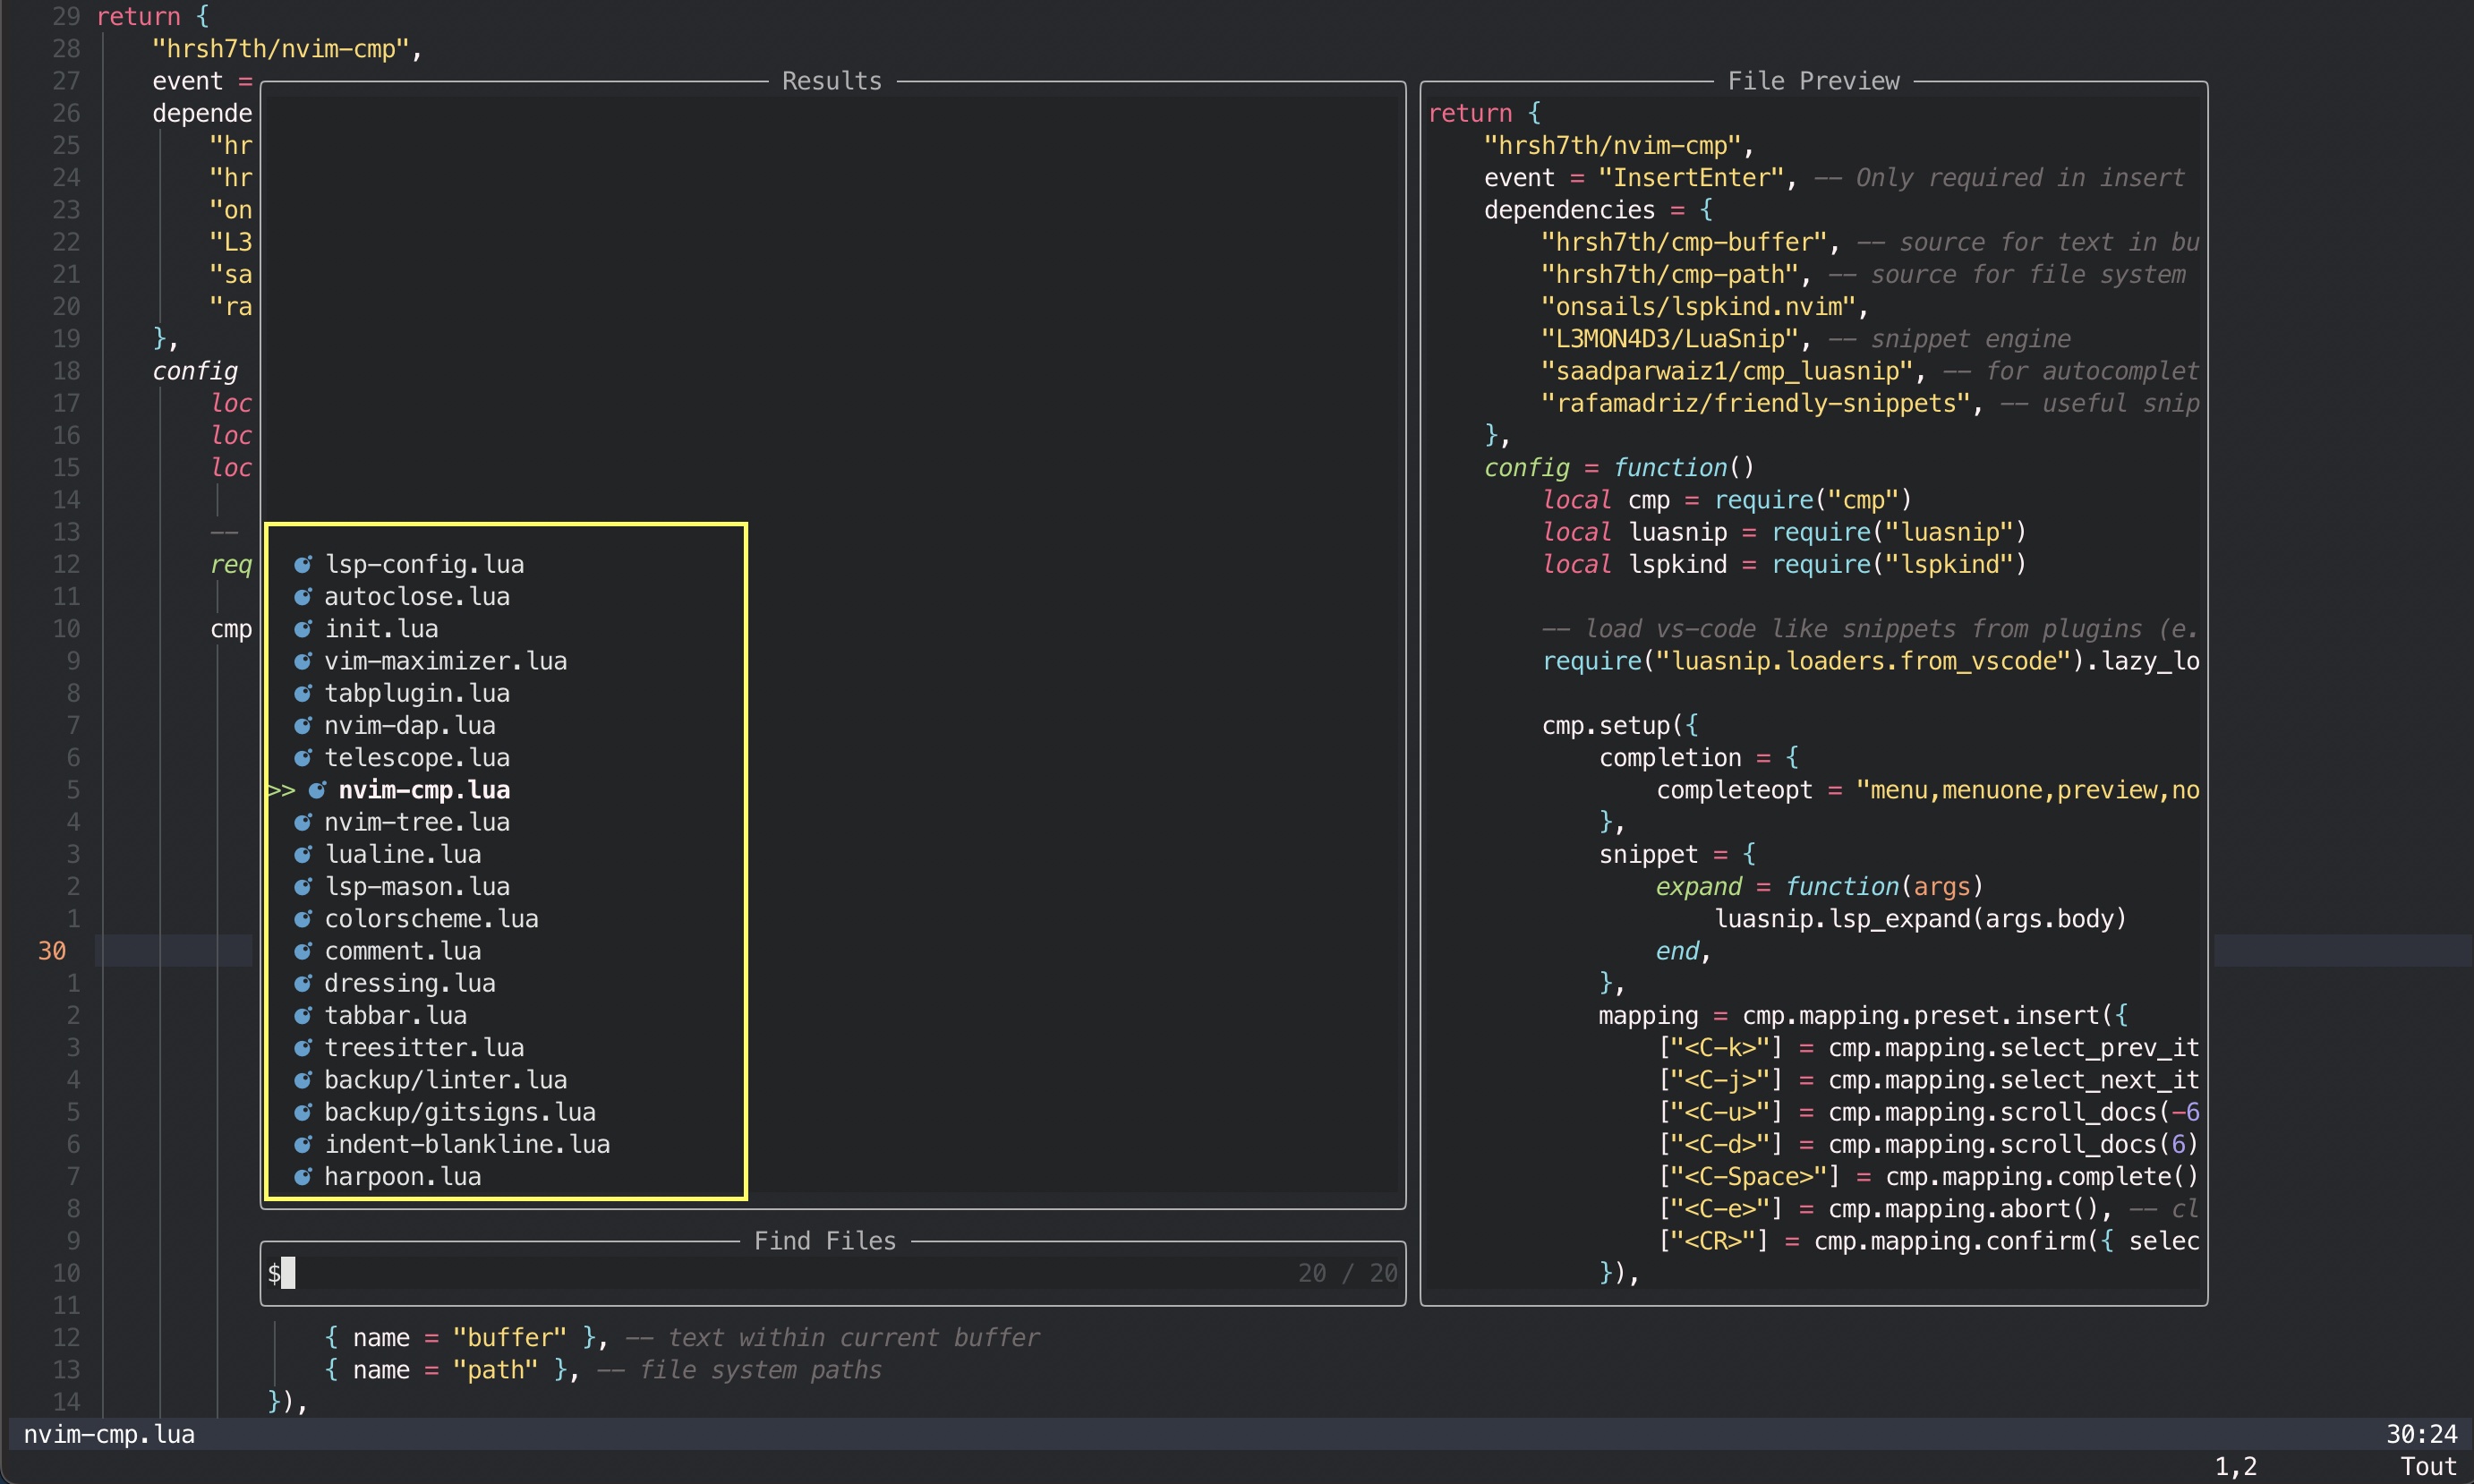 29 return {
28 "hrsh7th/nvim-cmp",
27 event =
26 depende
25 "hr
24 "hr
23 "on
22 "L3
21 "sa
20 "ra
19 },
18 config
17 loc
16 loc
15 loc
14
13 --
12 req
11
10 cmp
9
8
7
6
5
4
3
2
1
30
1
2
3
4
5
6
7
8
9
10
11
12 { name = "buffer" }, -- text within current buffer
13 { name = "path" }, -- file system paths
14 }),
Results
lsp-config.lua
autoclose.lua
init.lua
vim-maximizer.lua
tabplugin.lua
nvim-dap.lua
telescope.lua
>> nvim-cmp.lua
nvim-tree.lua
lualine.lua
lsp-mason.lua
colorscheme.lua
comment.lua
dressing.lua
tabbar.lua
treesitter.lua
backup/linter.lua
backup/gitsigns.lua
indent-blankline.lua
harpoon.lua
Find Files
$ 20 / 20
File Preview
return {
"hrsh7th/nvim-cmp",
event = "InsertEnter", -- Only required in insert
dependencies = {
"hrsh7th/cmp-buffer", -- source for text in bu
"hrsh7th/cmp-path", -- source for file system
"onsails/lspkind.nvim",
"L3MON4D3/LuaSnip", -- snippet engine
"saadparwaiz1/cmp_luasnip", -- for autocomplet
"rafamadriz/friendly-snippets", -- useful snip
},
config = function()
local cmp = require("cmp")
local luasnip = require("luasnip")
local lspkind = require("lspkind")
-- load vs-code like snippets from plugins (e.
require("luasnip.loaders.from_vscode").lazy_lo
cmp.setup({
completion = {
completeopt = "menu,menuone,preview,no
},
snippet = {
expand = function(args)
luasnip.lsp_expand(args.body)
end,
},
mapping = cmp.mapping.preset.insert({
["<C-k>"] = cmp.mapping.select_prev_it
["<C-j>"] = cmp.mapping.select_next_it
["<C-u>"] = cmp.mapping.scroll_docs(-6
["<C-d>"] = cmp.mapping.scroll_docs(6)
["<C-Space>"] = cmp.mapping.complete()
["<C-e>"] = cmp.mapping.abort(), -- cl
["<CR>"] = cmp.mapping.confirm({ selec
}),
nvim-cmp.lua 30:24
1,2 Tout